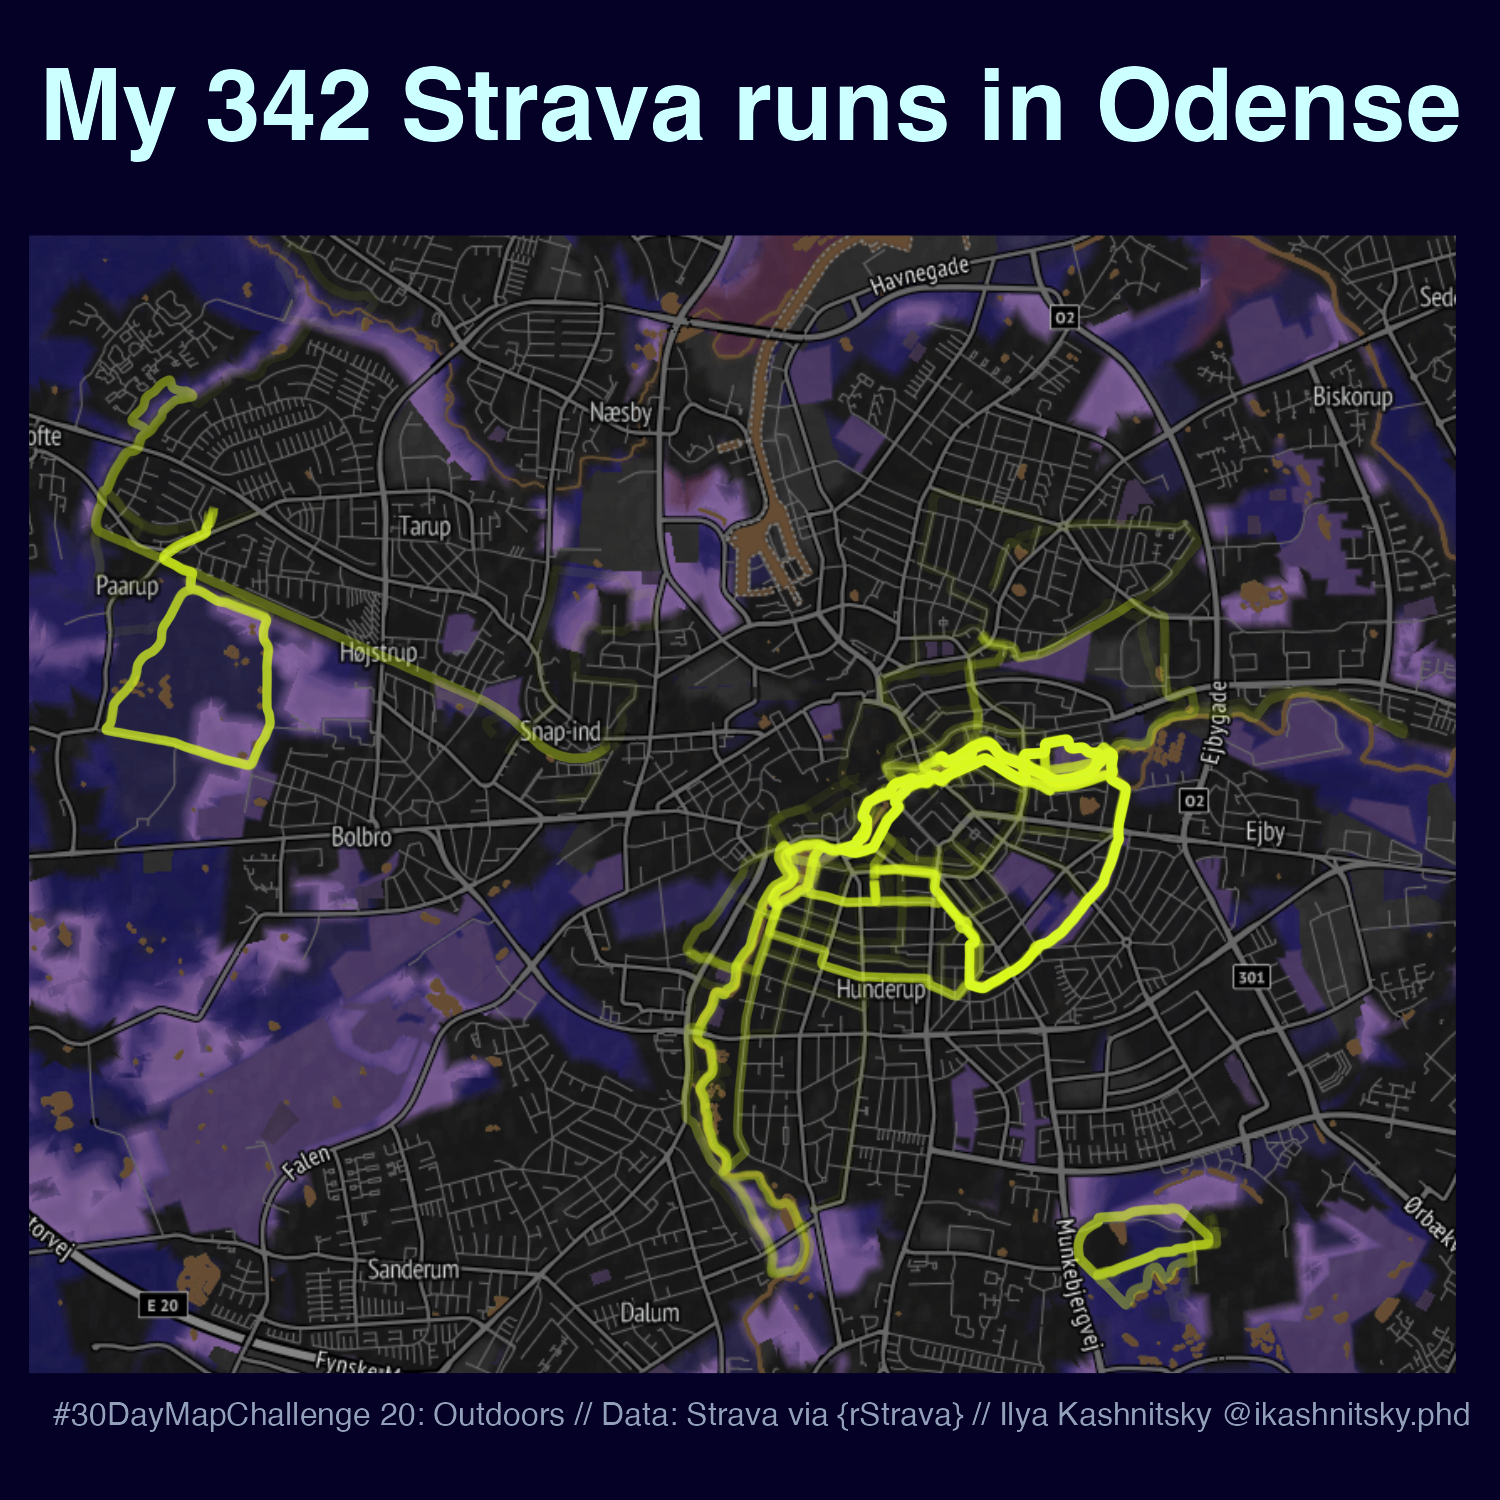 My 342 Strava runs in Odense
Havnegade
Sede
O2
Biskorup
Næsby
ofte
Tarup
Paarup
Højstrup
Snap-ind
Ejbygade
O2
Ejby
Bolbro
301
Hunderup
Falen
Ørbækv
torvej
Munkebjergvej
Sanderum
E 20
Dalum
Fynske M
#30DayMapChallenge 20: Outdoors // Data: Strava via {rStrava} // Ilya Kashnitsky @ikashnitsky.phd